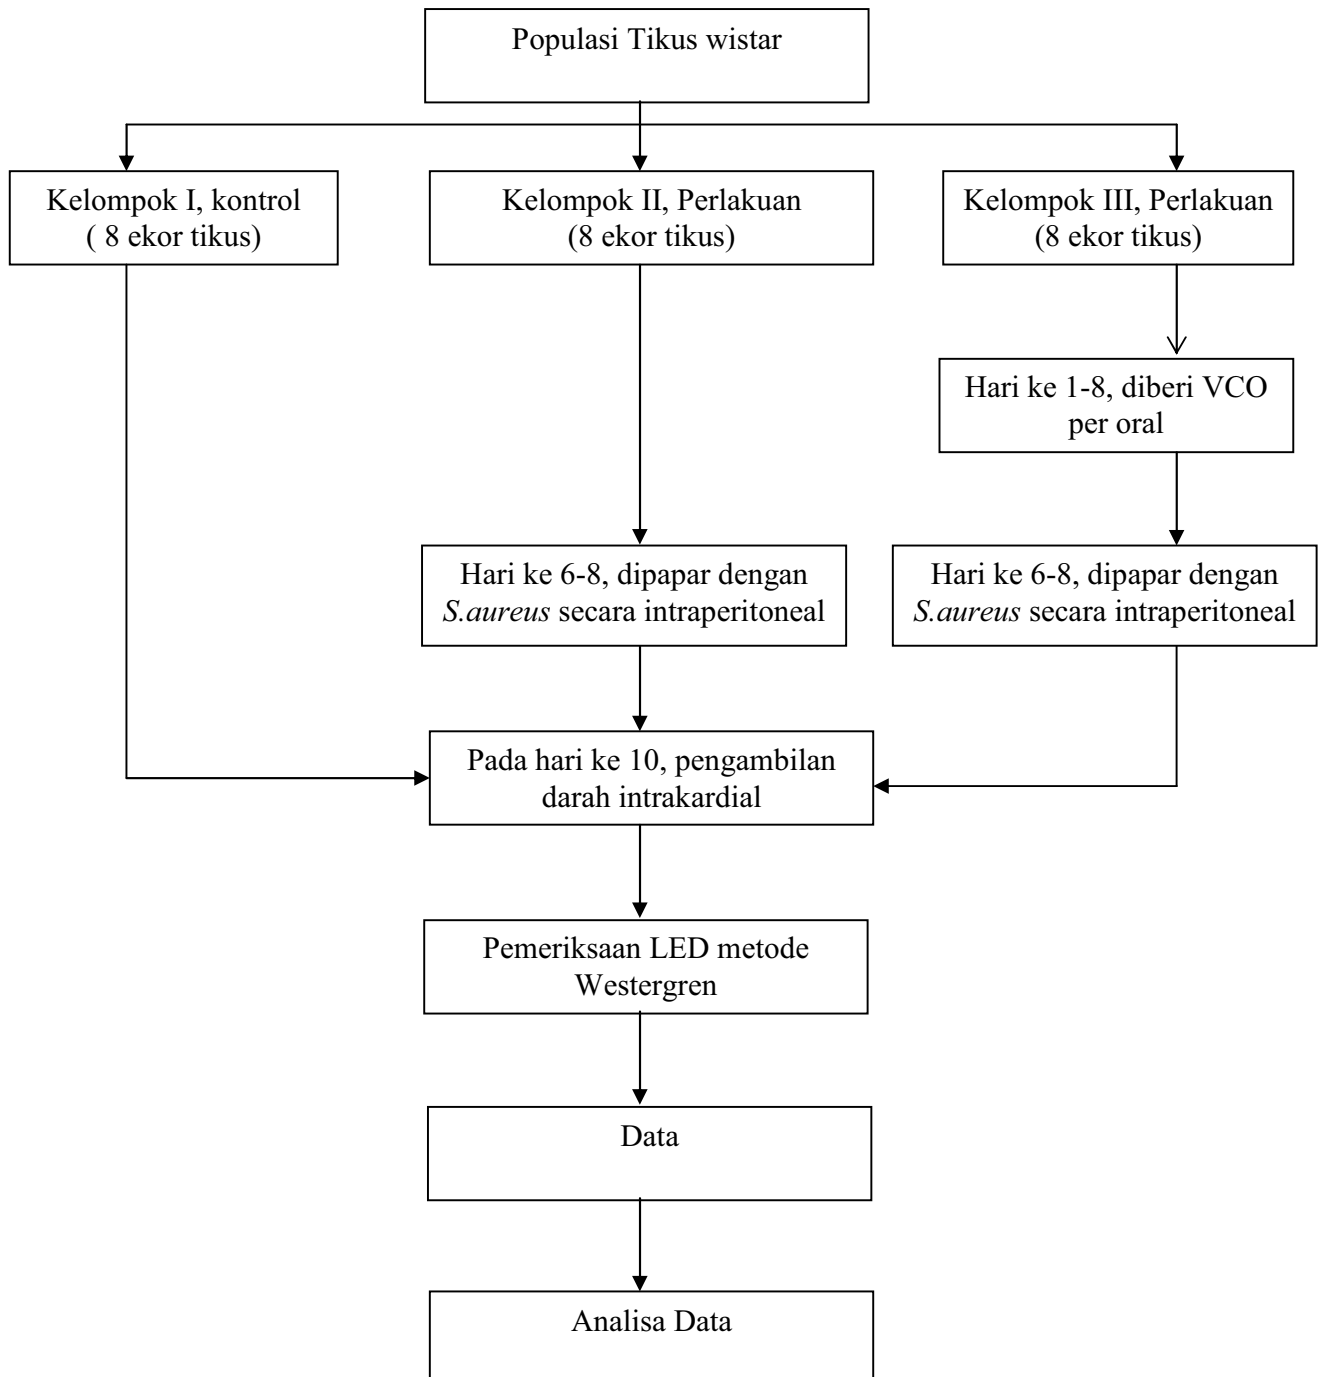 Populasi Tikus wistar
Kelompok I, kontrol
( 8 ekor tikus)
Kelompok II, Perlakuan
(8 ekor tikus)
Kelompok III, Perlakuan
(8 ekor tikus)
Hari ke 1-8, diberi VCO
per oral
Hari ke 6-8, dipapar dengan
S.aureus secara intraperitoneal
Hari ke 6-8, dipapar dengan
S.aureus secara intraperitoneal
Pada hari ke 10, pengambilan
darah intrakardial
Pemeriksaan LED metode
Westergren
Data
Analisa Data